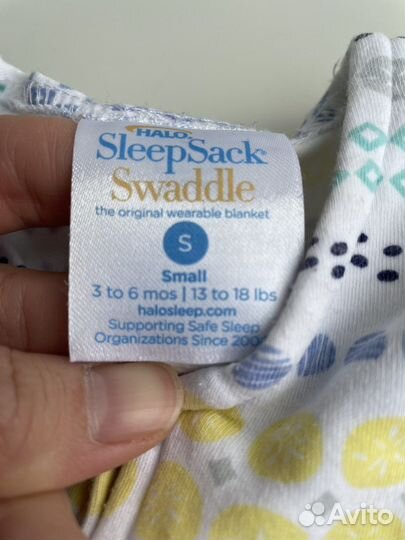 HALO
SleepSack®
Swaddle
the original wearable blanket
S
Small
3 to 6 mos | 13 to 18 lbs
halosleep.com
Supporting Safe Sleep
Organizations Since
Avito